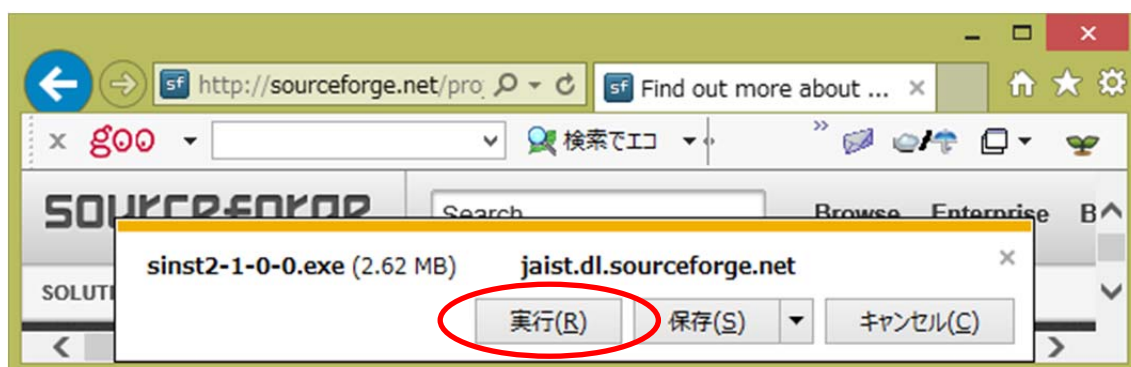 http://sourceforge.net/pro Find out more about ...
goo 検索でエコ
sourceforge Search Browse Enterprise B
sinst2-1-0-0.exe (2.62 MB) jaist.dl.sourceforge.net
SOLUTI
実行(R) 保存(S) キャンセル(C)